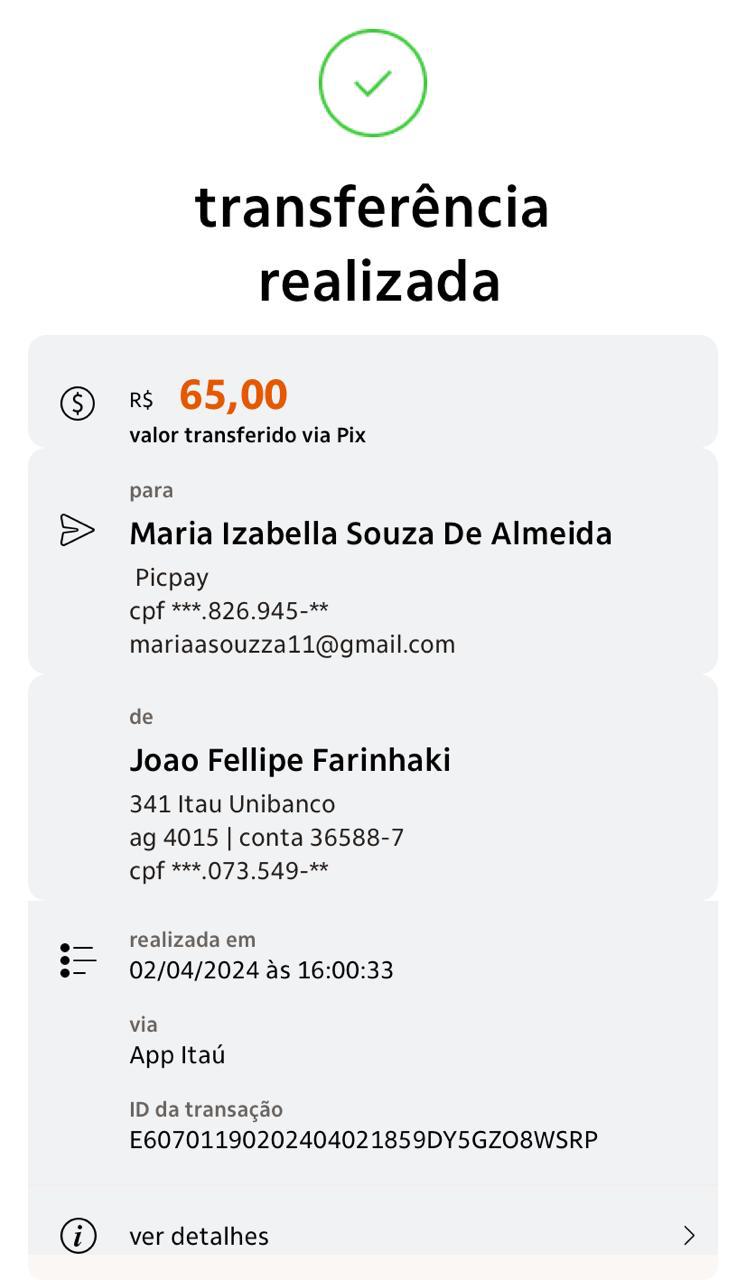 transferência
realizada
R$ 65,00
valor transferido via Pix
para
Maria Izabella Souza De Almeida
Picpay
cpf ***.826.945-**
mariaasouzza11@gmail.com
de
Joao Fellipe Farinhaki
341 Itau Unibanco
ag 4015 | conta 36588-7
cpf ***.073.549-**
realizada em
02/04/2024 às 16:00:33
via
App Itaú
ID da transação
E60701190202404021859DY5GZO8WSRP
ver detalhes